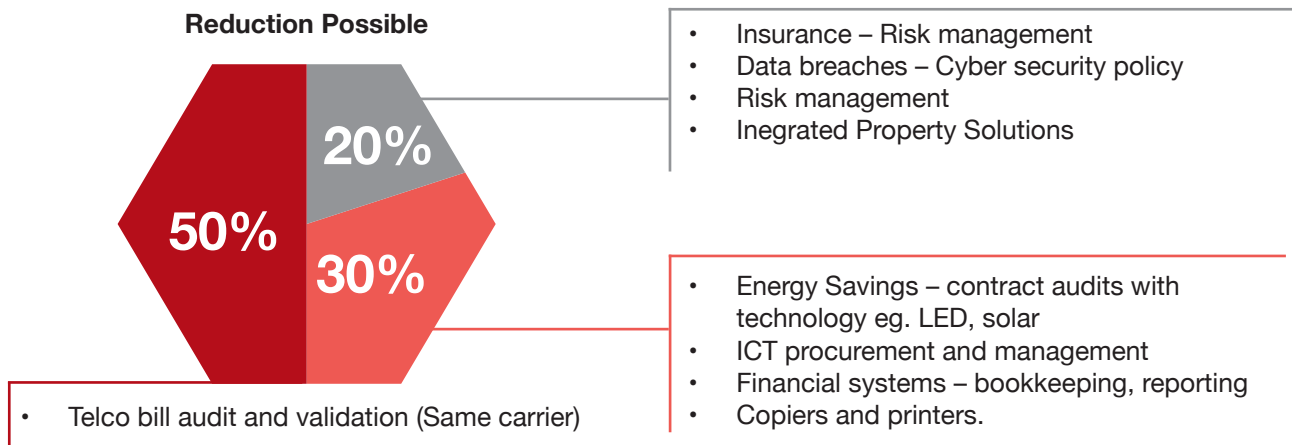 Reduction Possible
20%
50%
30%
• Insurance – Risk management
• Data breaches – Cyber security policy
• Risk management
• Inegrated Property Solutions
• Energy Savings – contract audits with
technology eg. LED, solar
• ICT procurement and management
• Financial systems – bookkeeping, reporting
• Copiers and printers.
• Telco bill audit and validation (Same carrier)